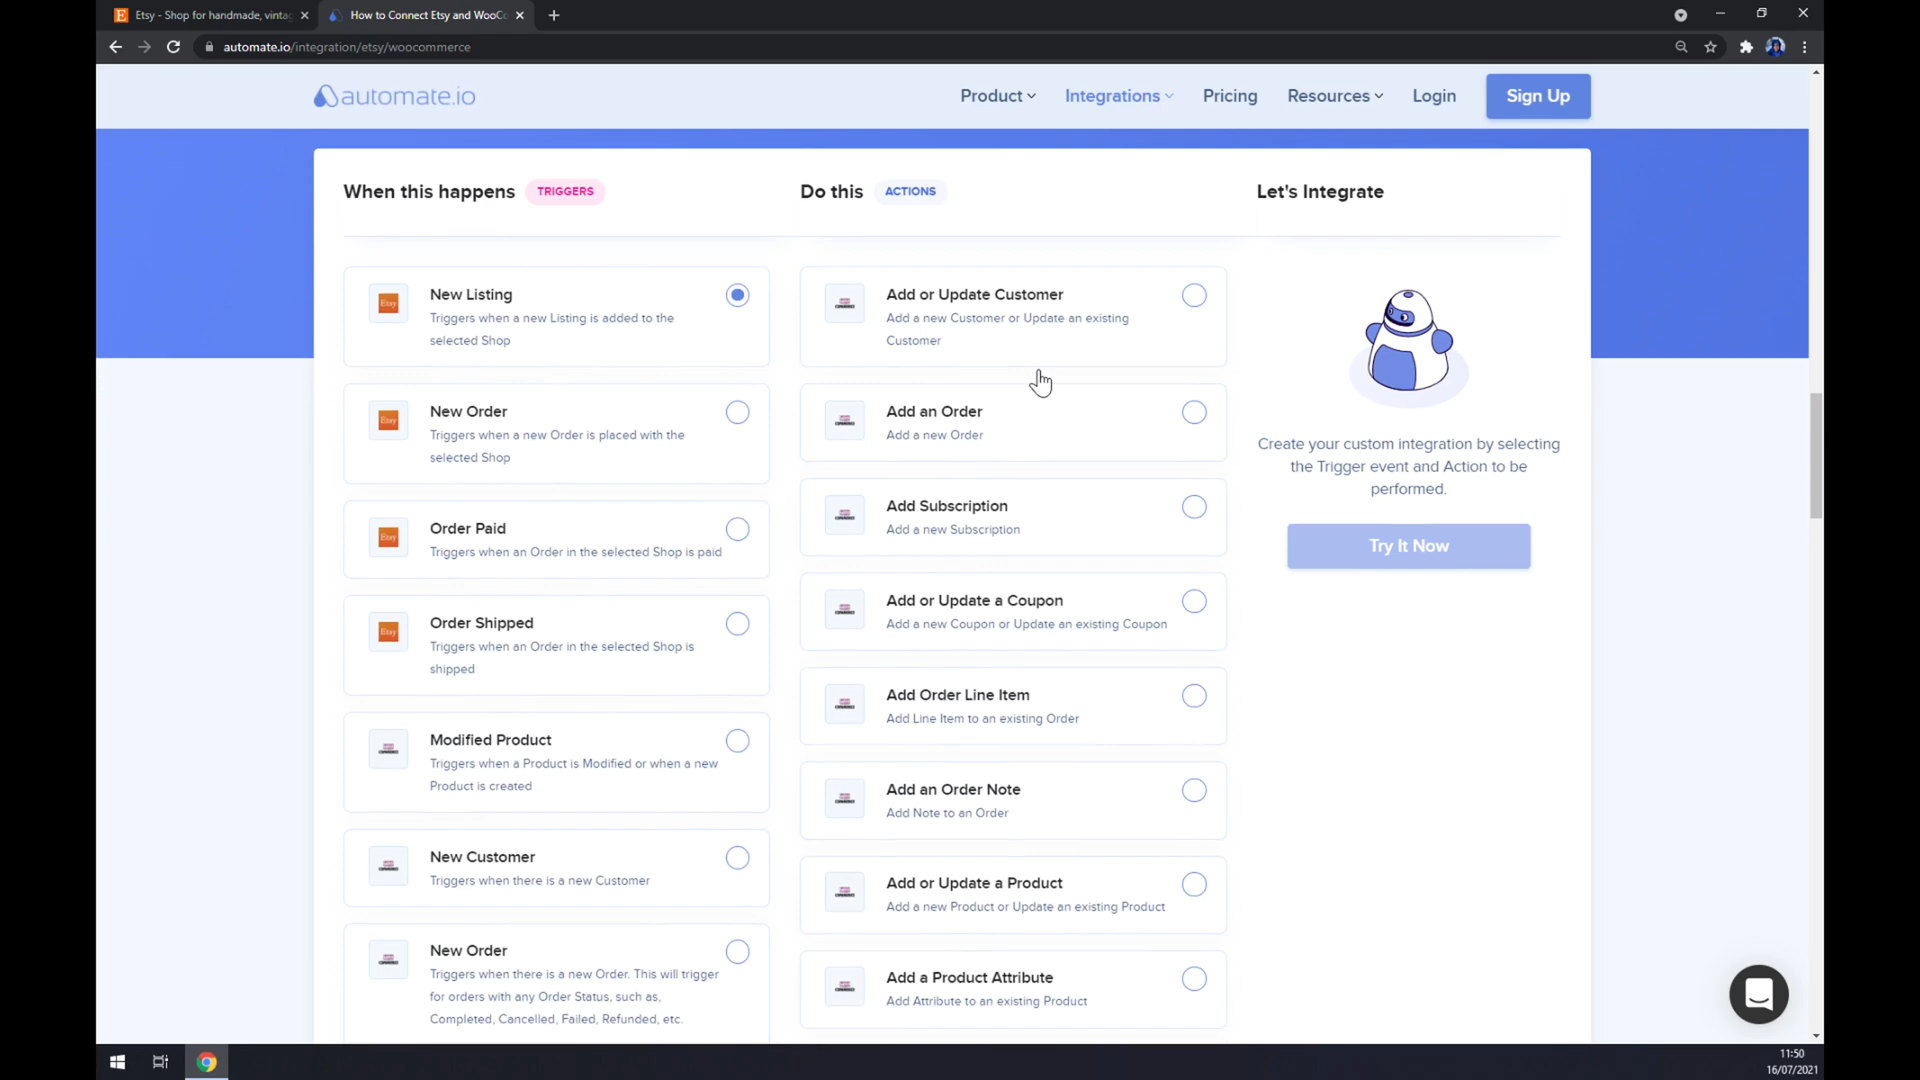 Etsy - Shop for handmade, vinta
How to Connect Etsy and WooCo
automate.io/integration/etsy/woocommerce
automate.io
Product
Integrations
Pricing
Resources
Login
Sign Up
When this happens TRIGGERS
Do this ACTIONS
Let's Integrate
Etsy
New Listing
Triggers when a new Listing is added to the
selected Shop
Etsy
New Order
Triggers when a new Order is placed with the
selected Shop
Etsy
Order Paid
Triggers when an Order in the selected Shop is paid
Etsy
Order Shipped
Triggers when an Order in the selected Shop is
shipped
Modified Product
Triggers when a Product is Modified or when a new
Product is created
New Customer
Triggers when there is a new Customer
New Order
Triggers when there is a new Order. This will trigger
for orders with any Order Status, such as,
Completed, Cancelled, Failed, Refunded, etc.
Add or Update Customer
Add a new Customer or Update an existing
Customer
Add an Order
Add a new Order
Add Subscription
Add a new Subscription
Add or Update a Coupon
Add a new Coupon or Update an existing Coupon
Add Order Line Item
Add Line Item to an existing Order
Add an Order Note
Add Note to an Order
Add or Update a Product
Add a new Product or Update an existing Product
Add a Product Attribute
Add Attribute to an existing Product
Create your custom integration by selecting
the Trigger event and Action to be
performed.
Try It Now
11:50
16/07/2021